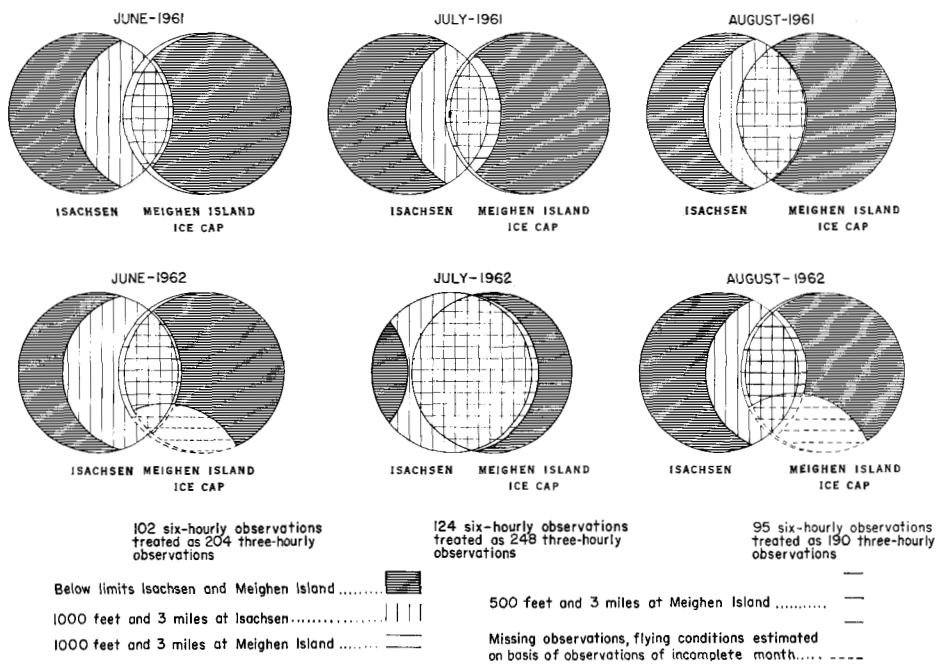 JUNE-1961
JULY-1961
AUGUST-1961
ISACHSEN MEIGHEN ISLAND
ICE CAP
ISACHSEN MEIGHEN ISLAND
ICE CAP
ISACHSEN MEIGHEN ISLAND
ICE CAP
JUNE-1962
JULY-1962
AUGUST-1962
ISACHSEN MEIGHEN ISLAND
ICE CAP
ISACHSEN MEIGHEN ISLAND
ICE CAP
ISACHSEN MEIGHEN ISLAND
ICE CAP
102 six-hourly observations
treated as 204 three-hourly
observations
124 six-hourly observations
treated as 248 three-hourly
observations
95 six-hourly observations
treated as 190 three-hourly
observations
Below limits Isachsen and Meighen Island ........
1000 feet and 3 miles at Isachsen....................
1000 feet and 3 miles at Meighen Island ........
500 feet and 3 miles at Meighen Island ...........
Missing observations, flying conditions estimated
on basis of observations of incomplete month.....